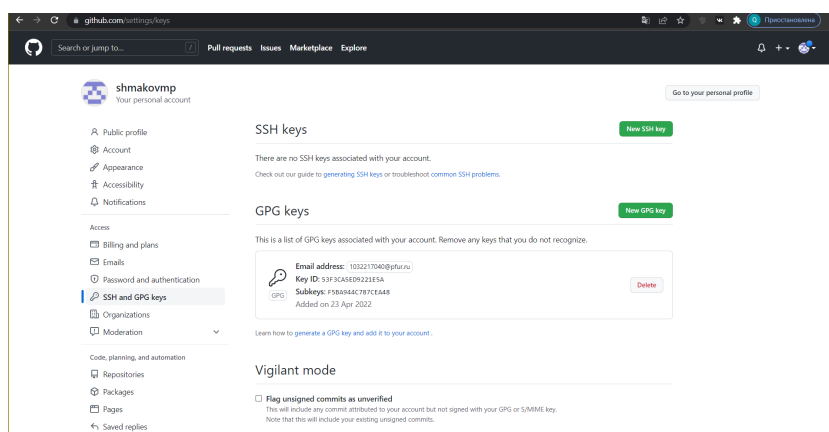 github.com/settings/keys
Приостановлена
Search or jump to...
/
Pull requests Issues Marketplace Explore
shmakovmp
Your personal account
Go to your personal profile
Public profile
Account
Appearance
Accessibility
Notifications
Access
Billing and plans
Emails
Password and authentication
SSH and GPG keys
Organizations
Moderation
Code, planning, and automation
Repositories
Packages
Pages
Saved replies
SSH keys
New SSH key
There are no SSH keys associated with your account.
Check out our guide to generating SSH keys or troubleshoot common SSH problems.
GPG keys
New GPG key
This is a list of GPG keys associated with your account. Remove any keys that you do not recognize.
Email address: 1032217040@pfur.ru
Key ID: 53F3CA5ED9221E5A
GPG
Subkeys: F5BA944C787CEA48
Added on 23 Apr 2022
Delete
Learn how to generate a GPG key and add it to your account .
Vigilant mode
Flag unsigned commits as unverified
This will include any commit attributed to your account but not signed with your GPG or S/MIME key.
Note that this will include your existing unsigned commits.